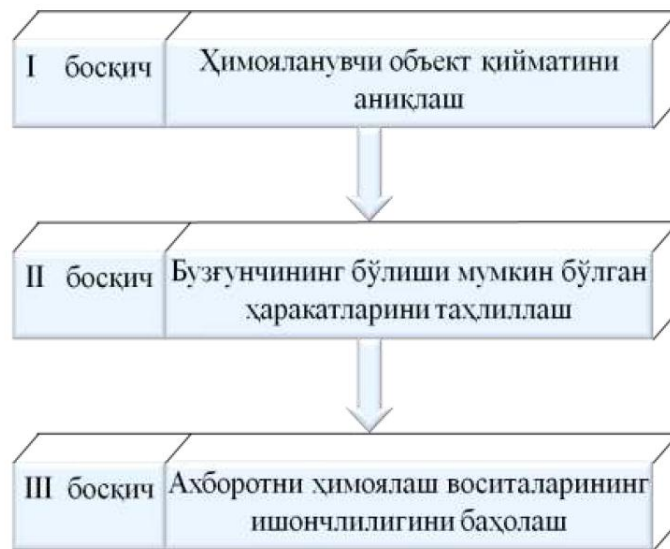 I босқич
Ҳимояланувчи объект қийматини
аниқлаш
II босқич
Бузғунчининг бўлиши мумкин бўлган
ҳаракатларини таҳлиллаш
III босқич
Ахборотни ҳимоялаш воситаларининг
ишончлилигини баҳолаш